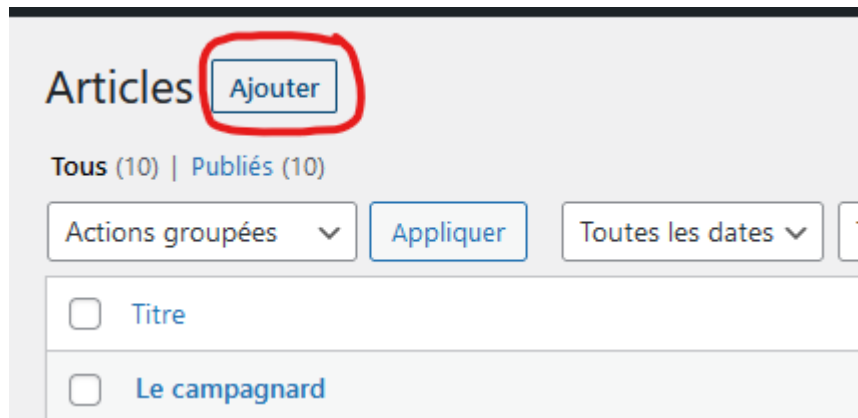 Articles Ajouter
Tous (10) | Publiés (10)
Actions groupées Appliquer Toutes les dates
Titre
Le campagnard